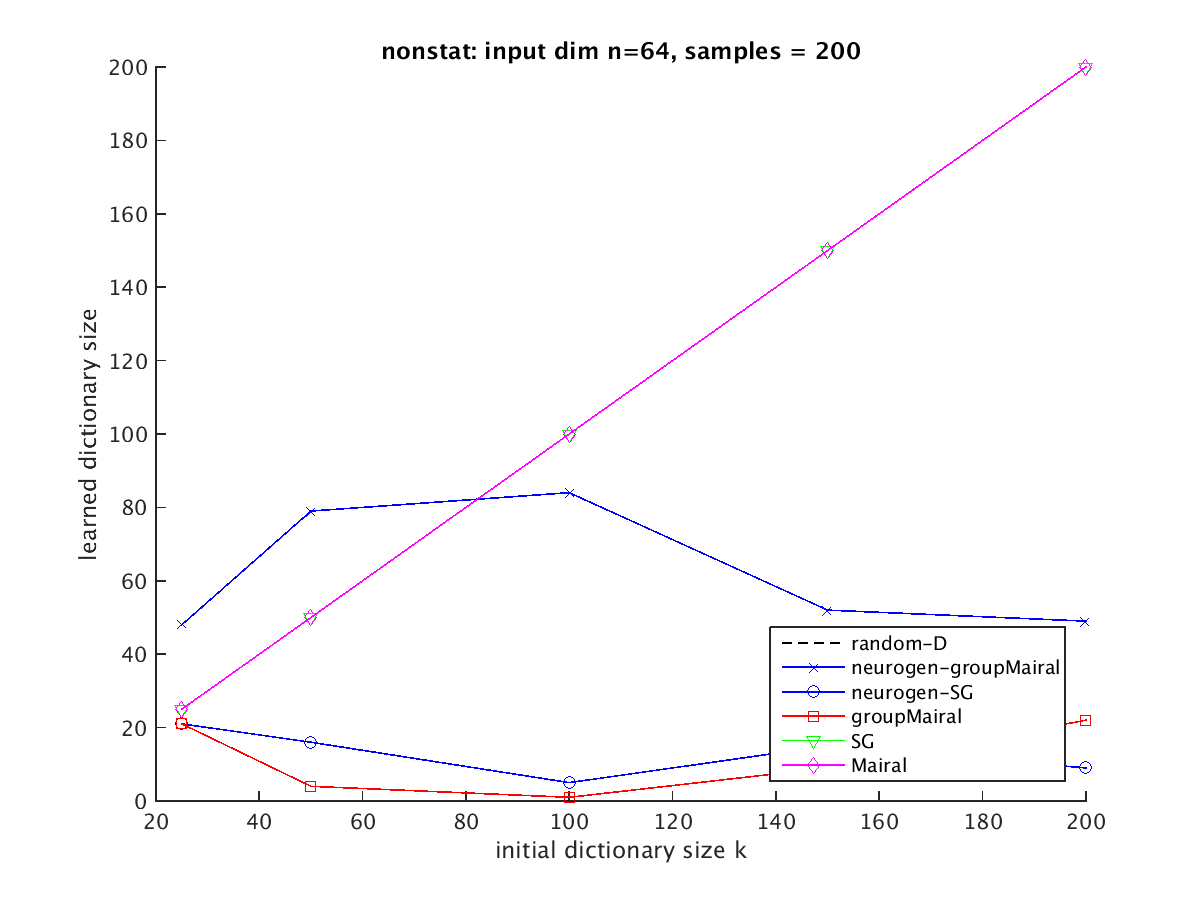 nonstat: input dim n=64, samples = 200
learned dictionary size
200
180
160
140
120
100
80
60
40
20
0
20 40 60 80 100 120 140 160 180 200
initial dictionary size k
random-D
neurogen-groupMairal
neurogen-SG
groupMairal
SG
Mairal